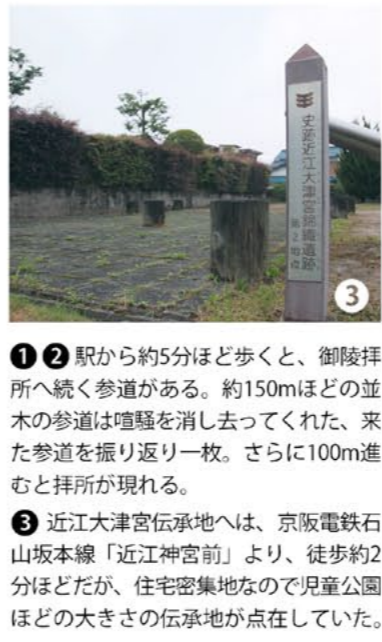 史跡近江大津宮錦織遺跡
第2地点
3
❶❷ 駅から約5分ほど歩くと、御陵拝
所へ続く参道がある。約150mほどの並
木の参道は喧騒を消し去ってくれた、来
た参道を振り返り一枚。さらに100m進
むと拝所が現れる。
❸ 近江大津宮伝承地へは、京阪電鉄石
山坂本線「近江神宮前」より、徒歩約2
分ほどだが、住宅密集地なので児童公園
ほどの大きさの伝承地が点在していた。